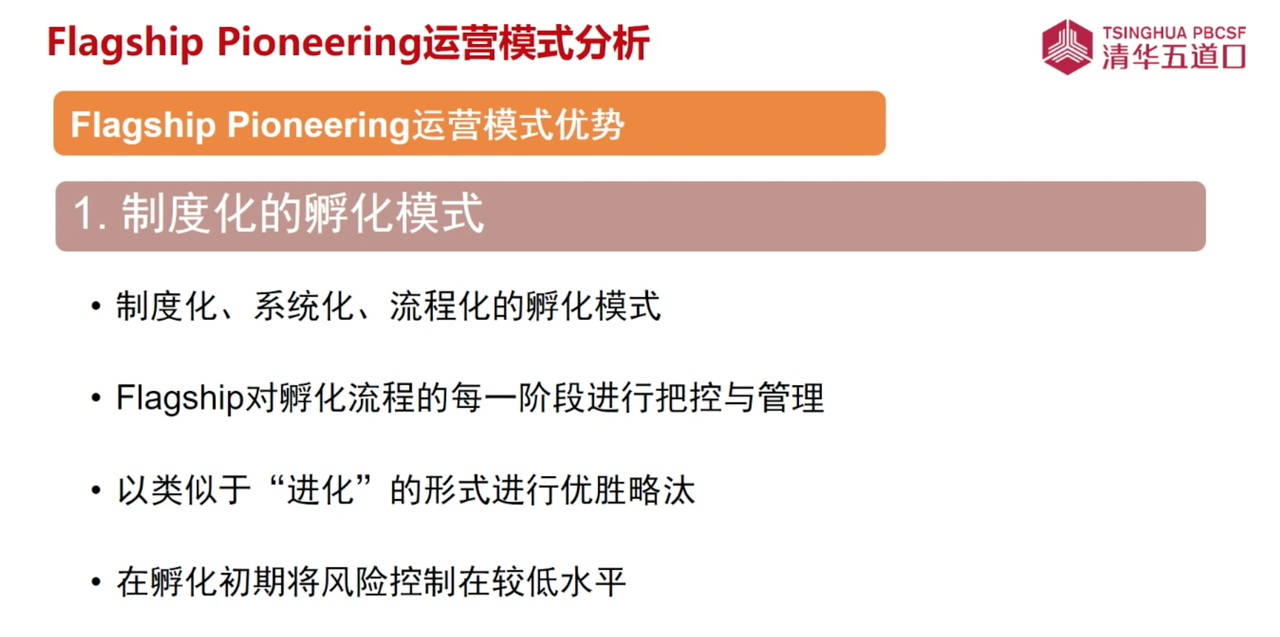 Flagship Pioneering运营模式分析
TSINGHUA PBCSF
清华五道口
Flagship Pioneering运营模式优势
1. 制度化的孵化模式
• 制度化、系统化、流程化的孵化模式
• Flagship对孵化流程的每一阶段进行把控与管理
• 以类似于“进化”的形式进行优胜略汰
• 在孵化初期将风险控制在较低水平